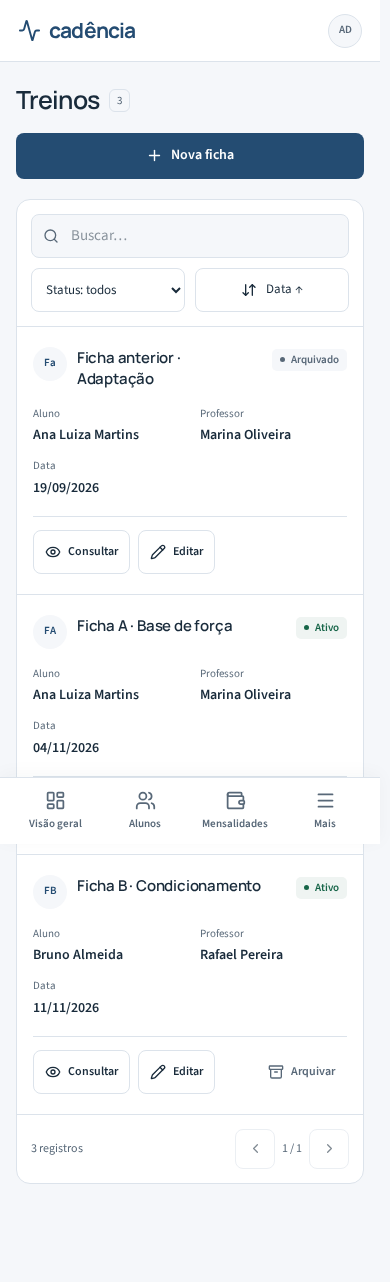 cadência
AD
Treinos 3
Nova ficha
Buscar...
Status: todos
Data ↑
Fa
Ficha anterior ·
Adaptação
Arquivado
Aluno
Professor
Ana Luiza Martins
Marina Oliveira
Data
19/09/2026
Consultar
Editar
FA
Ficha A · Base de força
Ativo
Aluno
Professor
Ana Luiza Martins
Marina Oliveira
Data
04/11/2026
Visão geral
Alunos
Mensalidades
Mais
FB
Ficha B · Condicionamento
Ativo
Aluno
Professor
Bruno Almeida
Rafael Pereira
Data
11/11/2026
Consultar
Editar
Arquivar
3 registros
1 / 1